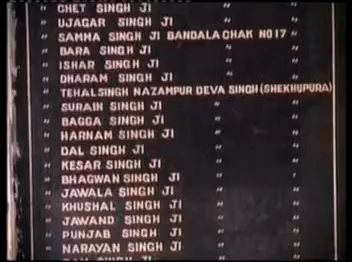 " CHET SINGH JI " "
" UJAGAR SINGH JI " "
" SAMMA SINGH JI BANDALA CHAK NO 17 "
" BARA SINGH JI " "
" ISHAR SINGH JI " "
" DHARAM SINGH JI " "
" TEHALSINGH NAZAMPUR DEVA SINGH (SHEKHUPURA)
" SURAIN SINGH JI " "
" BAGGA SINGH JI " "
" HARNAM SINGH JI " "
" DAL SINGH JI " "
" KESAR SINGH JI " "
" BHAGWAN SINGH JI " "
" JAWALA SINGH JI " "
" KHUSHAL SINGH JI " "
" JAWAND SINGH JI " "
" PUNJAB SINGH JI " "
" NARAYAN SINGH JI " "